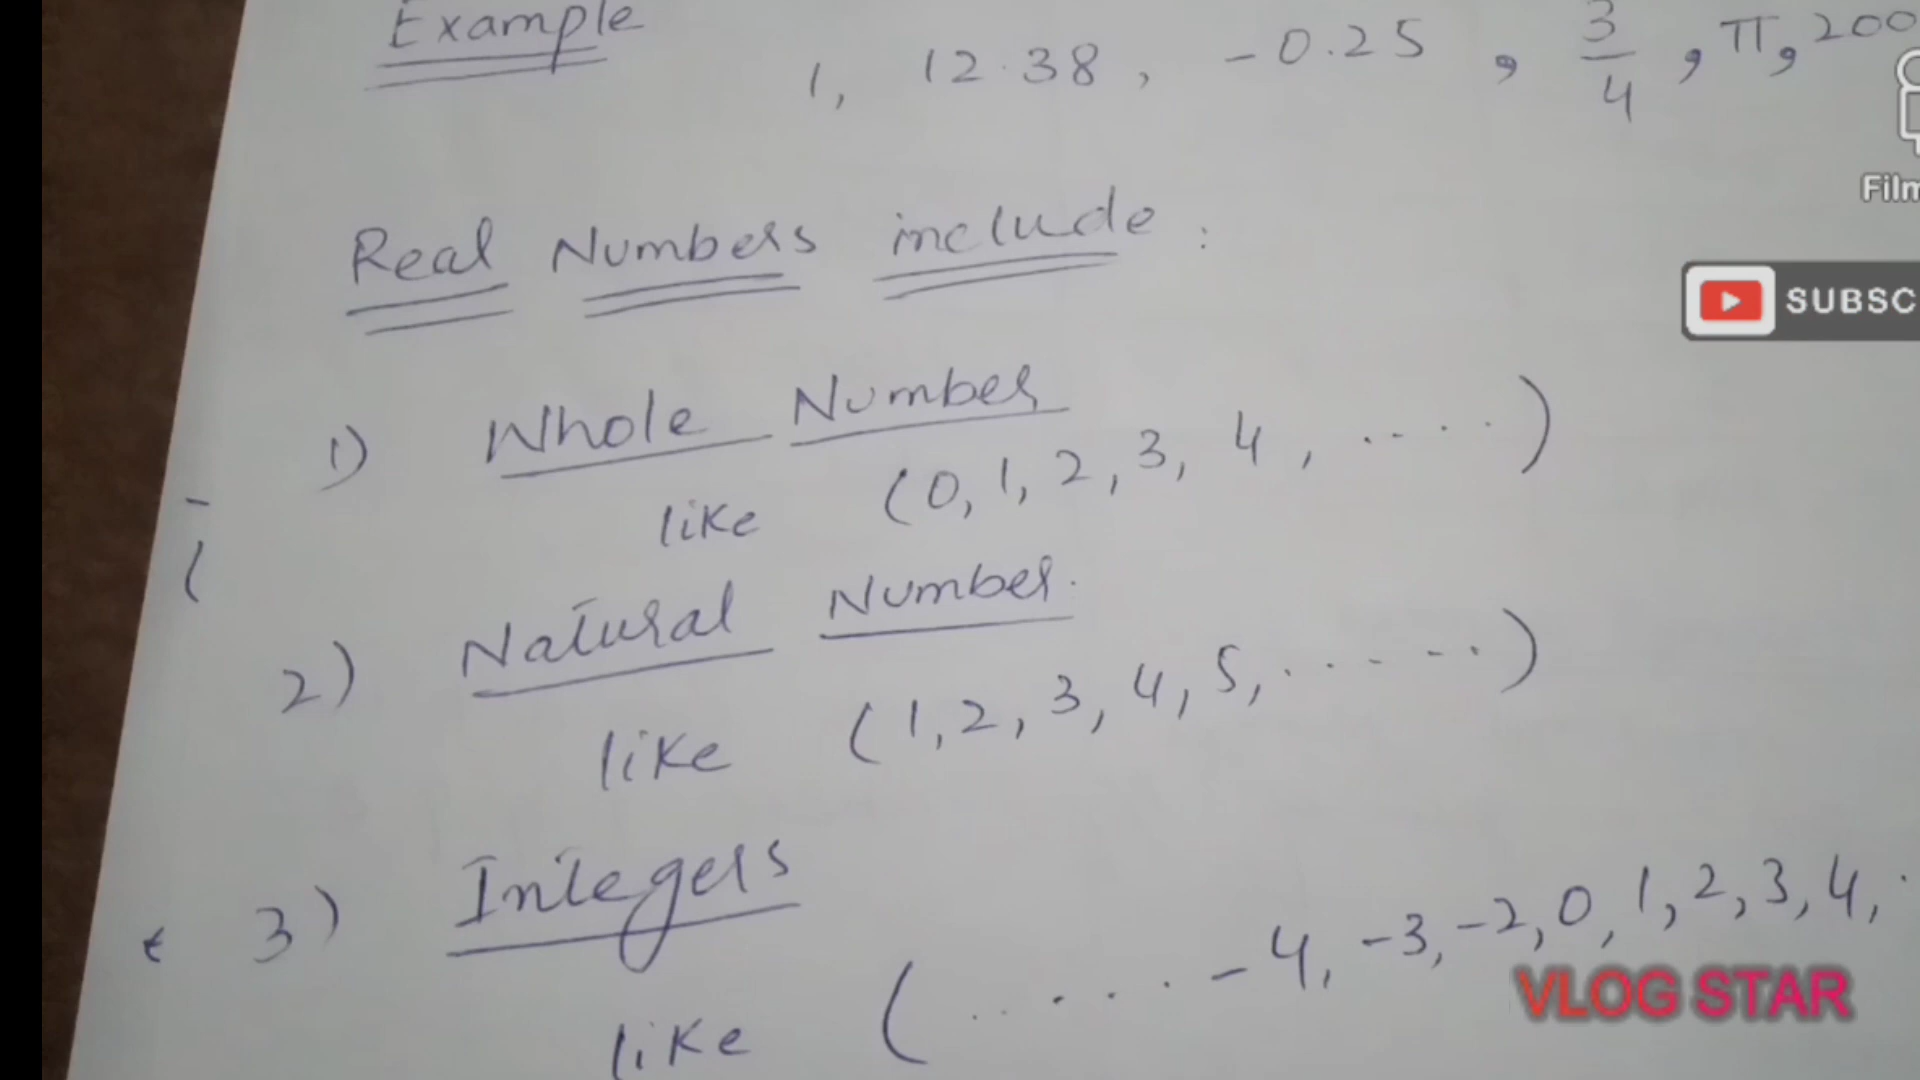 Example
1, 12.38, -0.25, 3/4, π, 200
Real Numbers include :
1) Whole Number
like (0, 1, 2, 3, 4, .....)
2) Natural Number.
like (1, 2, 3, 4, 5, ......)
3) Integers
like (..... -4, -3, -2, 0, 1, 2, 3, 4, .
Film
SUBSC
VLOG STAR